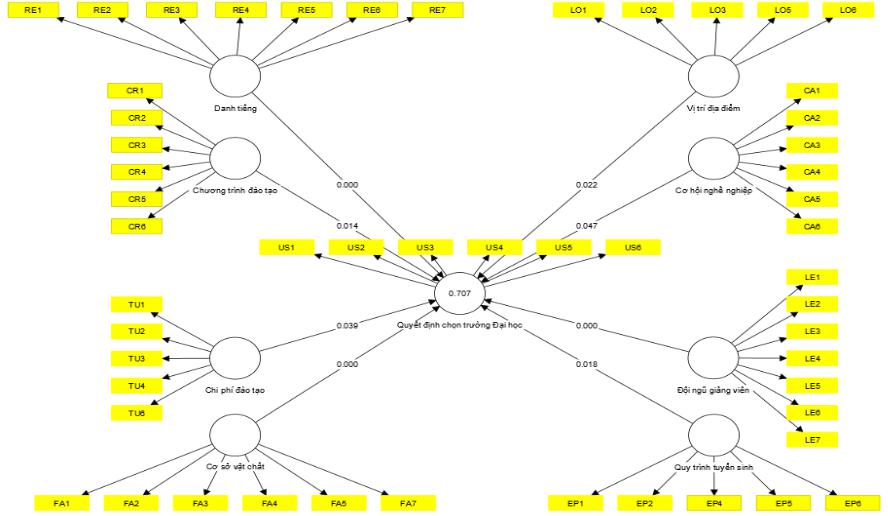 RE1 RE2 RE3 RE4 RE5 RE6 RE7
LO1 LO2 LO3 LO5 LO6
Danh tiếng
Vị trí địa điểm
CR1
CR2
CR3
CR4
CR5
CR6
Chương trình đào tạo
CA1
CA2
CA3
CA4
CA5
CA6
Cơ hội nghề nghiệp
0.000
0.022
0.014
0.047
US1 US2 US3 US4 US5 US6
0.707
Quyết định chọn trường Đại học
TU1
TU2
TU3
TU4
TU6
Chi phí đào tạo
0.039
0.000
0.000
0.018
LE1
LE2
LE3
LE4
LE5
LE6
LE7
Đội ngũ giảng viên
Cơ sở vật chất
Quy trình tuyển sinh
FA1 FA2 FA3 FA4 FA5 FA7
EP1 EP2 EP4 EP5 EP6